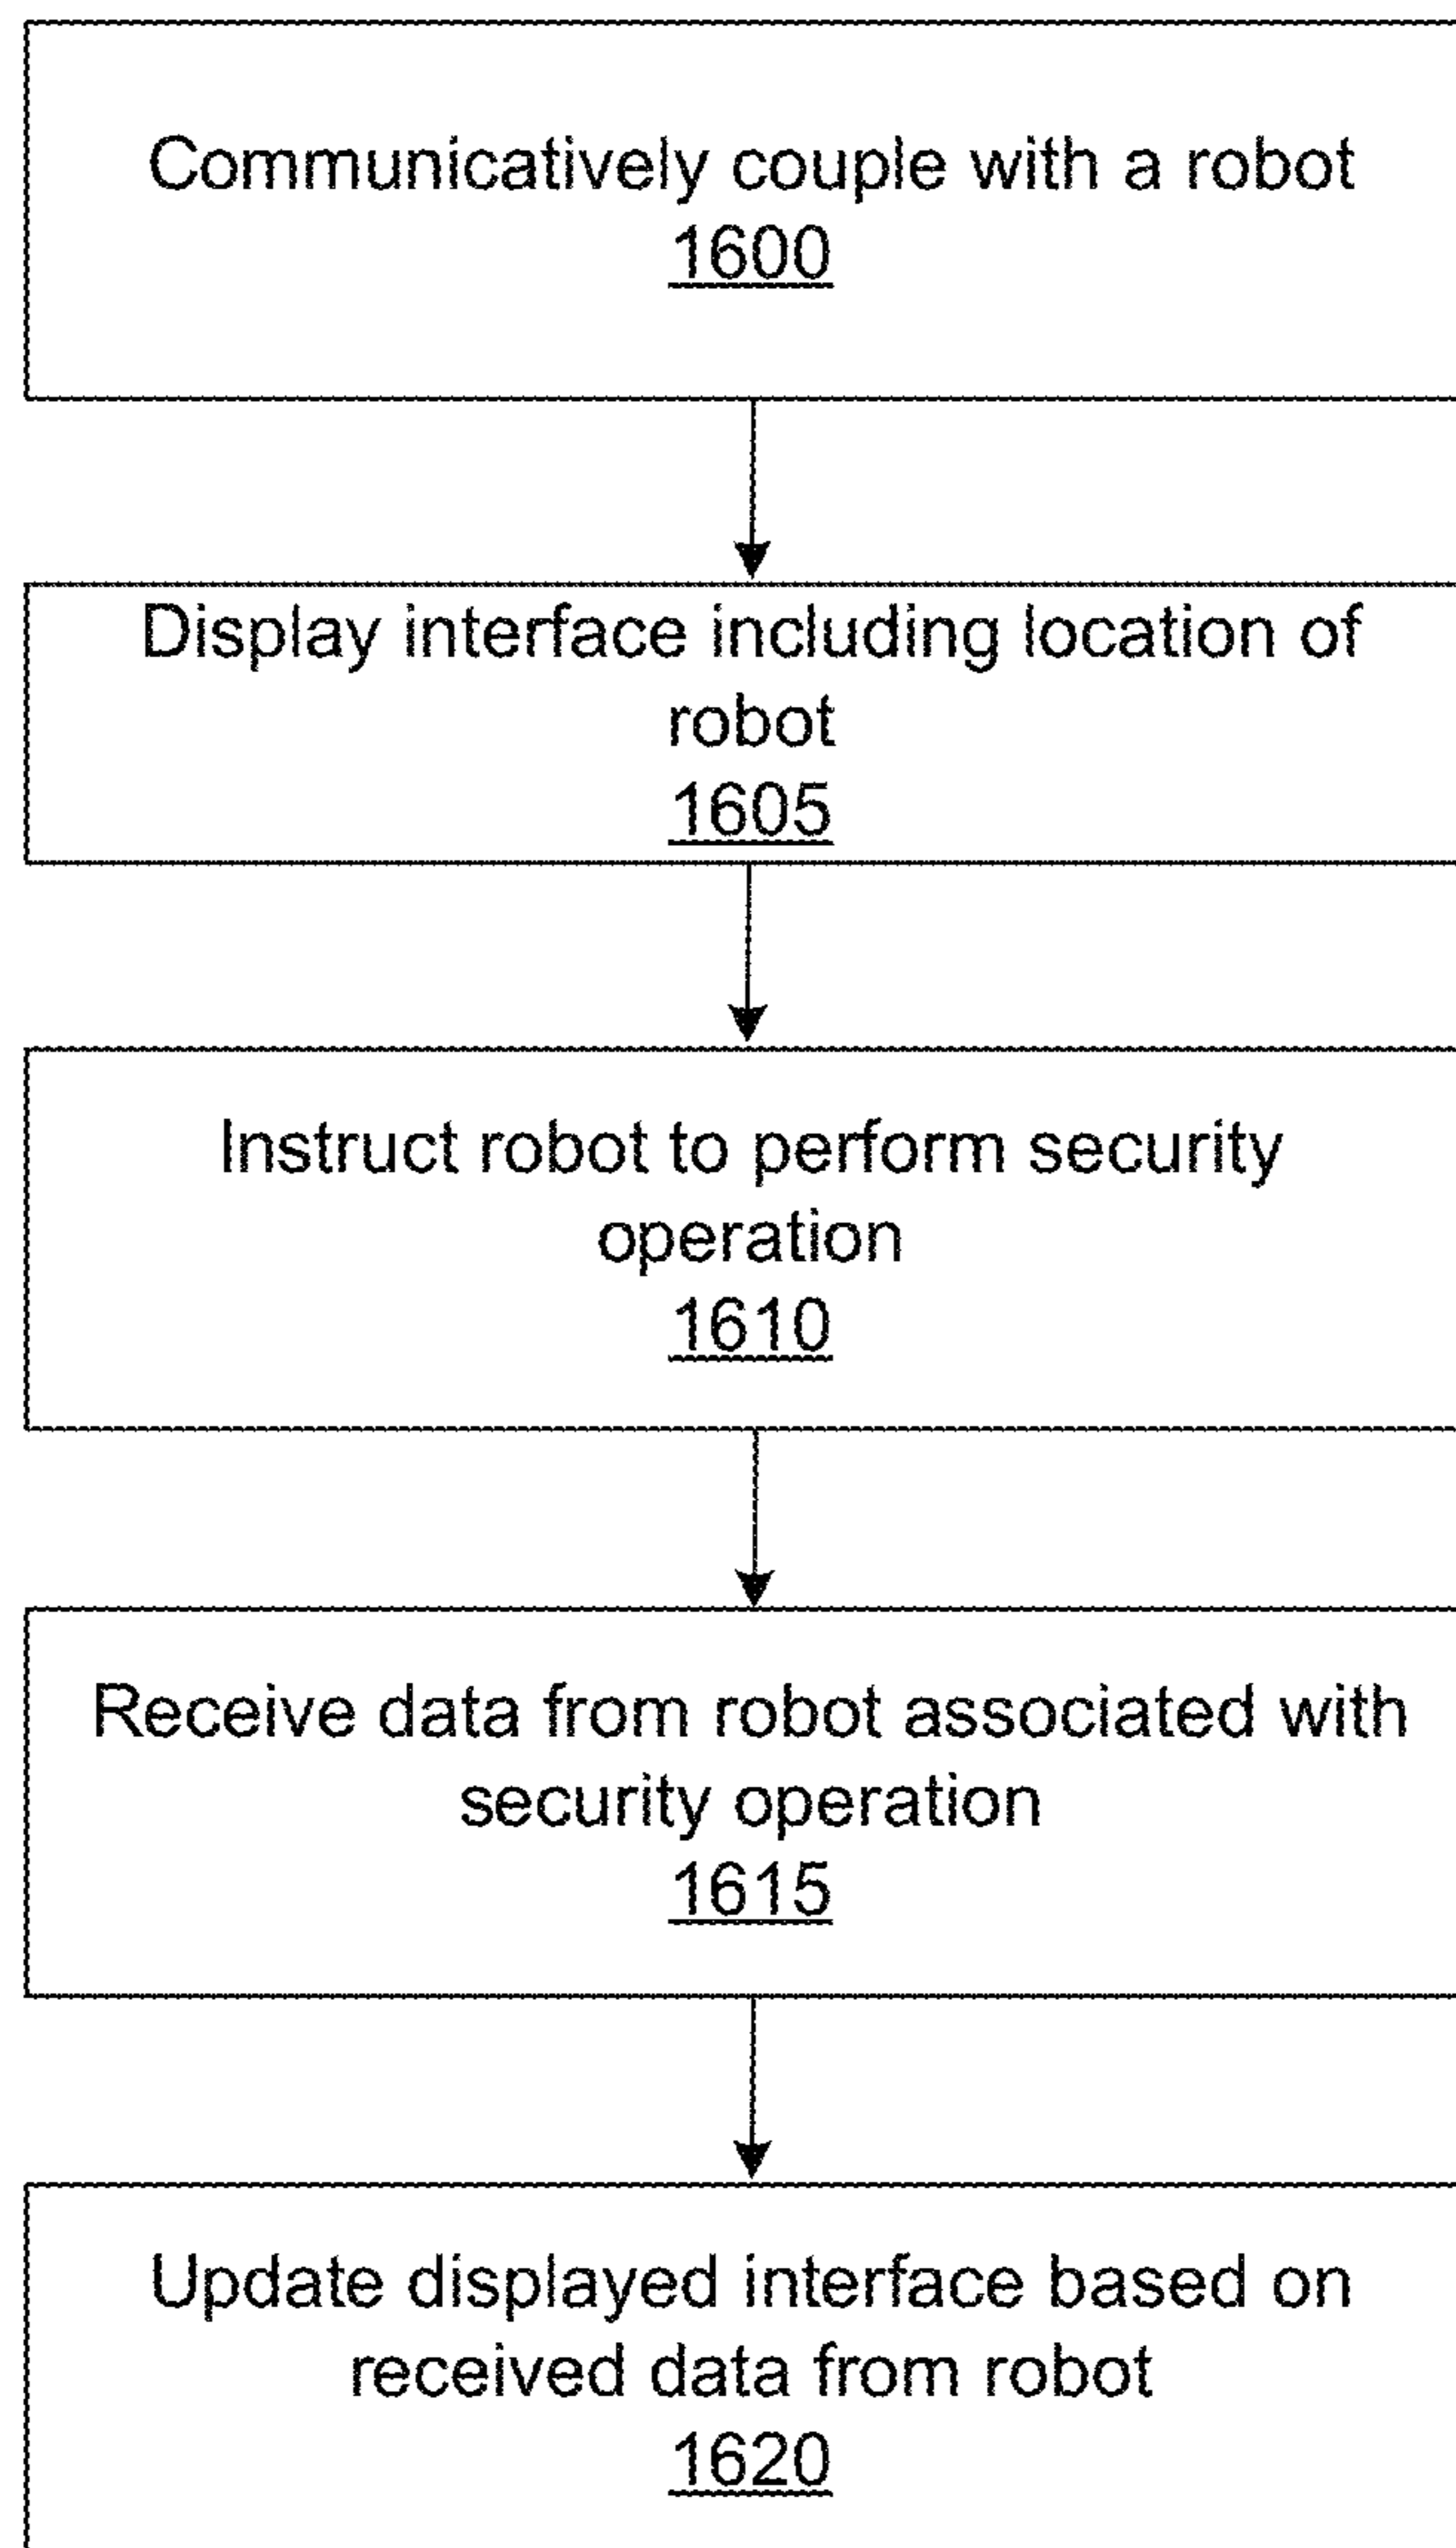 Communicatively couple with a robot
1600
Display interface including location of
robot
1605
Instruct robot to perform security
operation
1610
Receive data from robot associated with
security operation
1615
Update displayed interface based on
received data from robot
1620